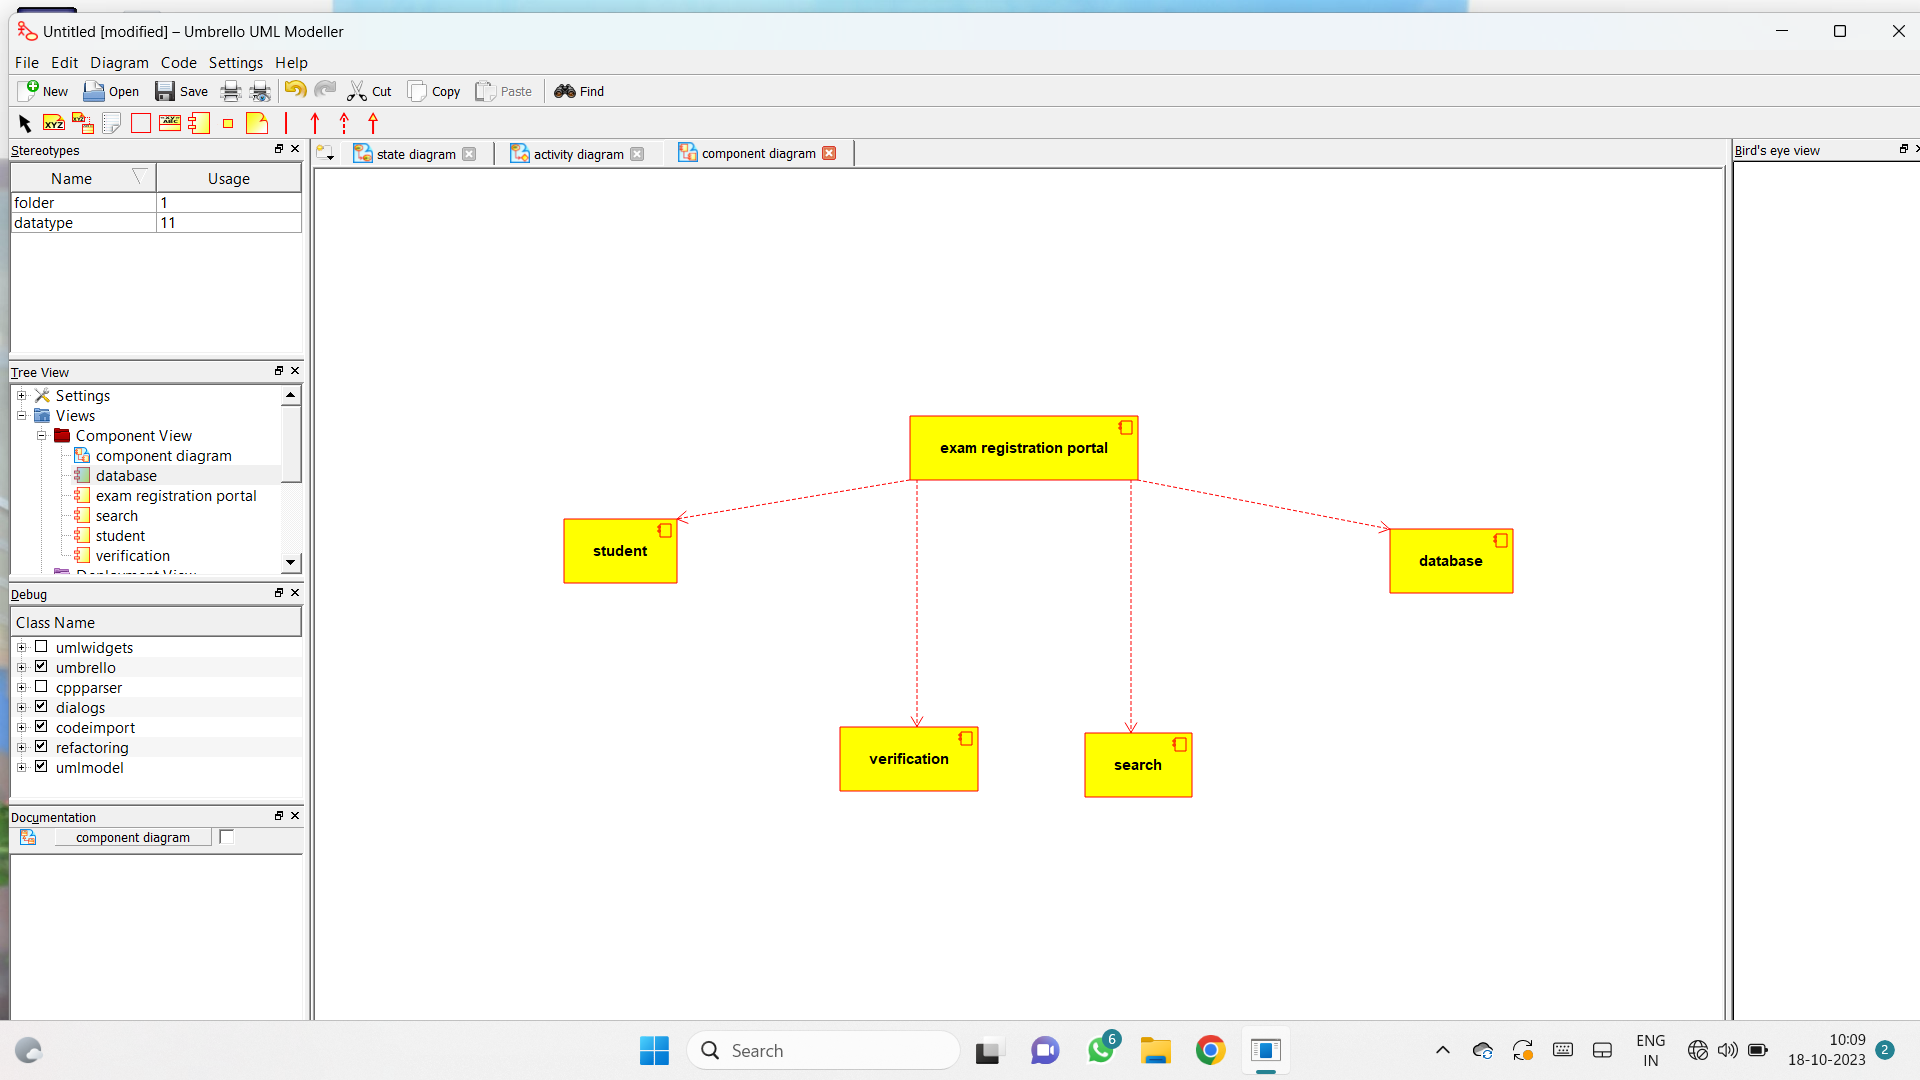 Untitled [modified] – Umbrello UML Modeller
File Edit Diagram Code Settings Help
New Open Save Cut Copy Paste Find
XYZ
Stereotypes
Name Usage
folder 1
datatype 11
Tree View
Settings
Views
Component View
component diagram
database
exam registration portal
search
student
verification
Deployment View
Debug
Class Name
umlwidgets
umbrello
cppparser
dialogs
codeimport
refactoring
umlmodel
Documentation
component diagram
state diagram activity diagram component diagram
exam registration portal
student
database
verification
search
Bird's eye view
Search
6
ENG
IN
10:09
18-10-2023
2